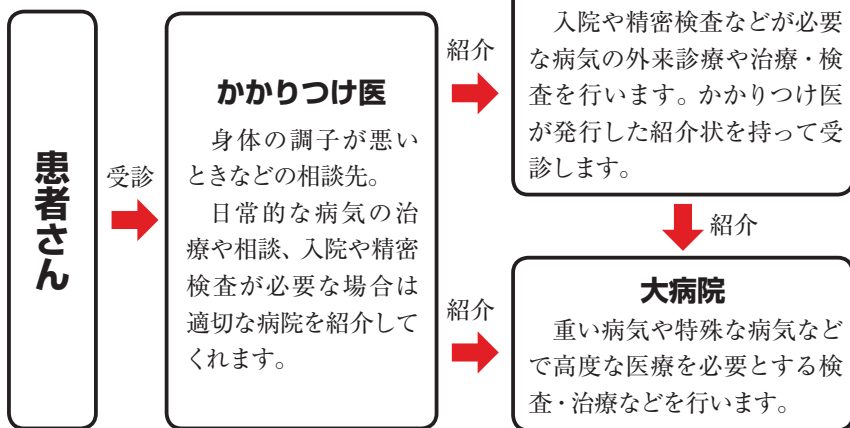 患者さん
受診
かかりつけ医
身体の調子が悪い
ときなどの相談先。
日常的な病気の治
療や相談、入院や精密
検査が必要な場合は
適切な病院を紹介して
くれます。
紹介
入院や精密検査などが必要
な病気の外来診療や治療・検
査を行います。かかりつけ医
が発行した紹介状を持って受
診します。
紹介
紹介
大病院
重い病気や特殊な病気など
で高度な医療を必要とする検
査・治療などを行います。